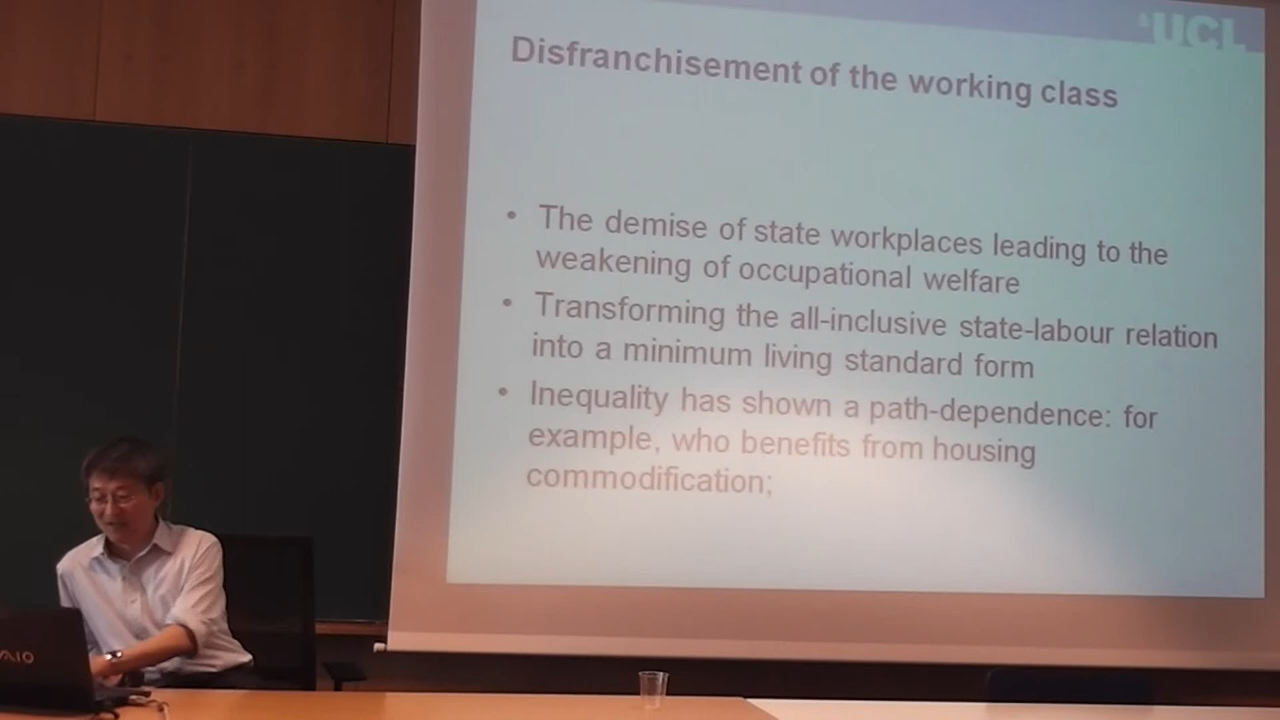 UCL
Disfranchisement of the working class
• The demise of state workplaces leading to the
weakening of occupational welfare
• Transforming the all-inclusive state-labour relation
into a minimum living standard form
• Inequality has shown a path-dependence: for
example, who benefits from housing
commodification;
VAIO